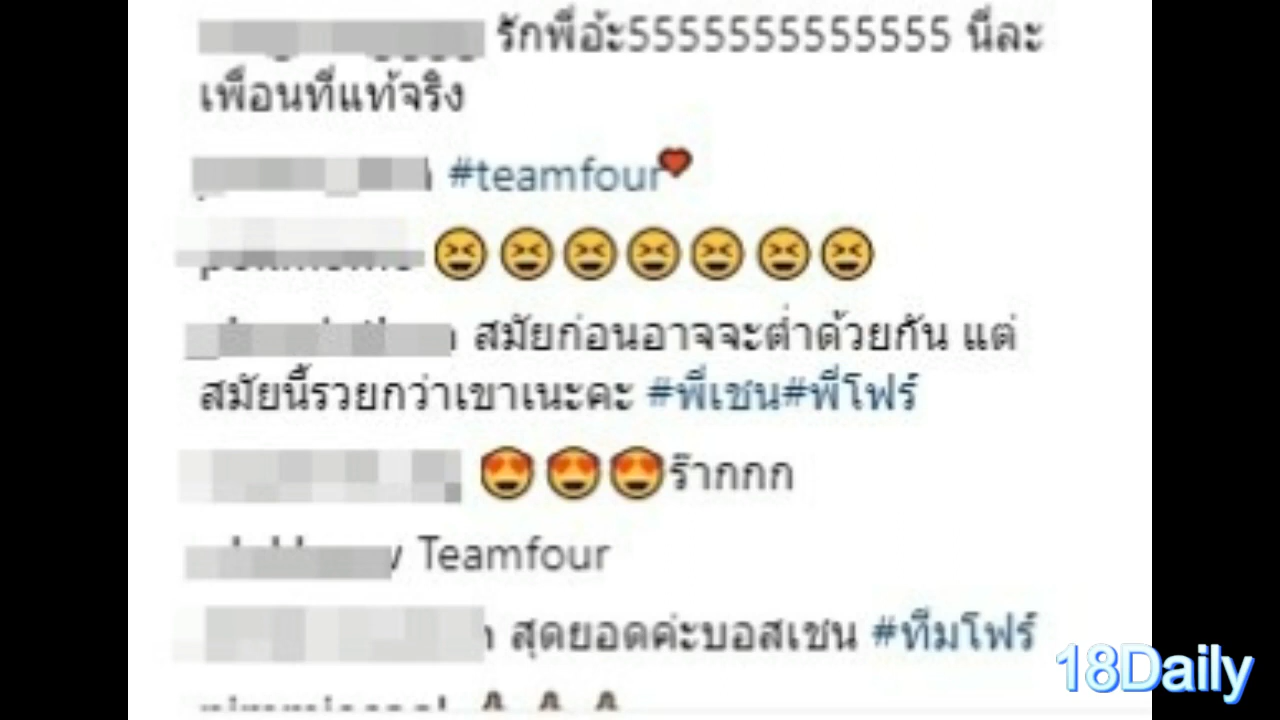 รักพี่อ้ะ5555555555555 นี่ละ
เพื่อนที่แท้จริง
#teamfour❤
😆😆😆😆😆😆😆
สมัยก่อนอาจจะต่ำด้วยกัน แต่
สมัยนี้รวยกว่าเขาเนะคะ #พี่เชน#พี่โฟร์
😍😍😍ร๊ากกก
Teamfour
สุดยอดค่ะบอสเชน #ทีมโฟร์
18Daily